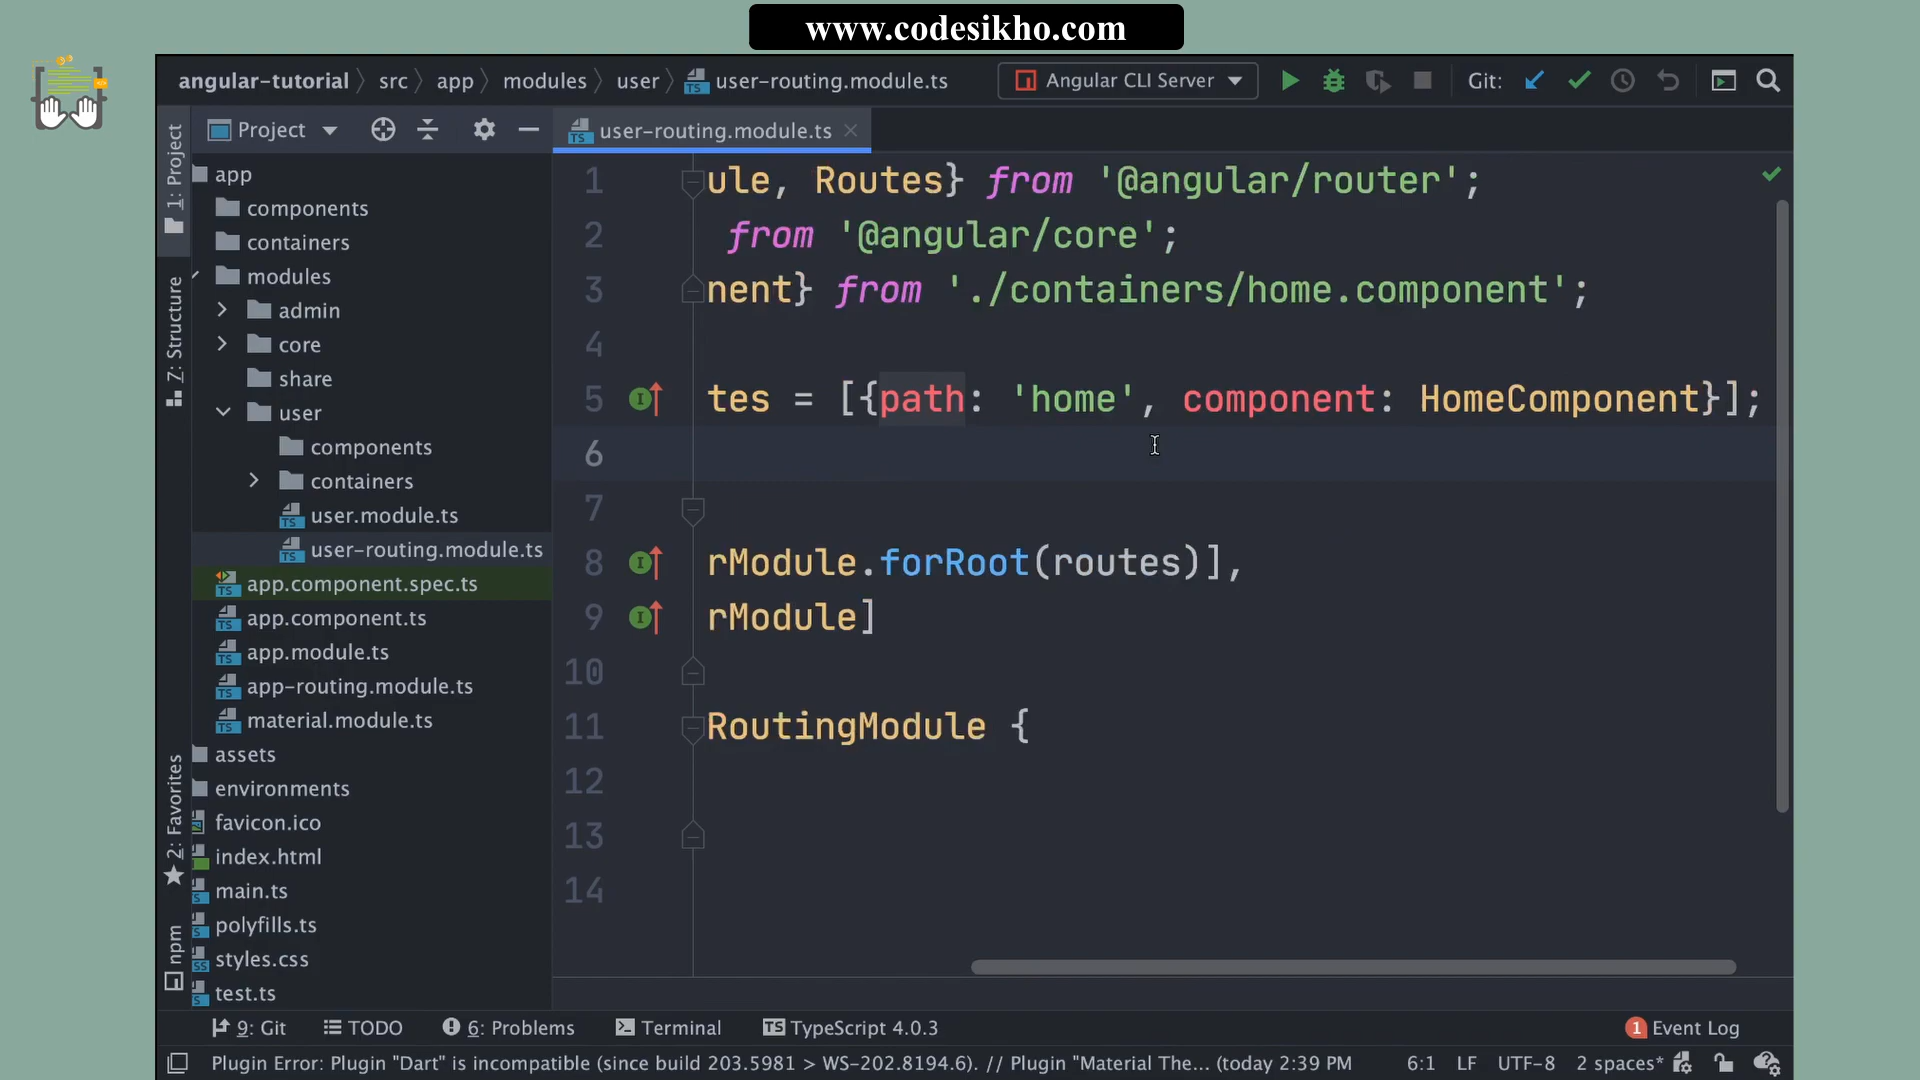 www.codesikho.com
angular-tutorial src app modules user user-routing.module.ts Angular CLI Server Git:
Project user-routing.module.ts
1: Project
Z: Structure
2: Favorites
npm
app
components
containers
modules
admin
core
share
user
components
containers
user.module.ts
user-routing.module.ts
app.component.spec.ts
app.component.ts
app.module.ts
app-routing.module.ts
material.module.ts
assets
environments
favicon.ico
index.html
main.ts
polyfills.ts
styles.css
test.ts
1 ule, Routes} from '@angular/router';
2 from '@angular/core';
3 nent} from './containers/home.component';
4
5 tes = [{path: 'home', component: HomeComponent}];
6
7
8 rModule.forRoot(routes)],
9 rModule]
10
11 RoutingModule {
12
13
14
9: Git TODO 6: Problems Terminal TS TypeScript 4.0.3 1 Event Log
Plugin Error: Plugin "Dart" is incompatible (since build 203.5981 > WS-202.8194.6). // Plugin "Material The... (today 2:39 PM 6:1 LF UTF-8 2 spaces*